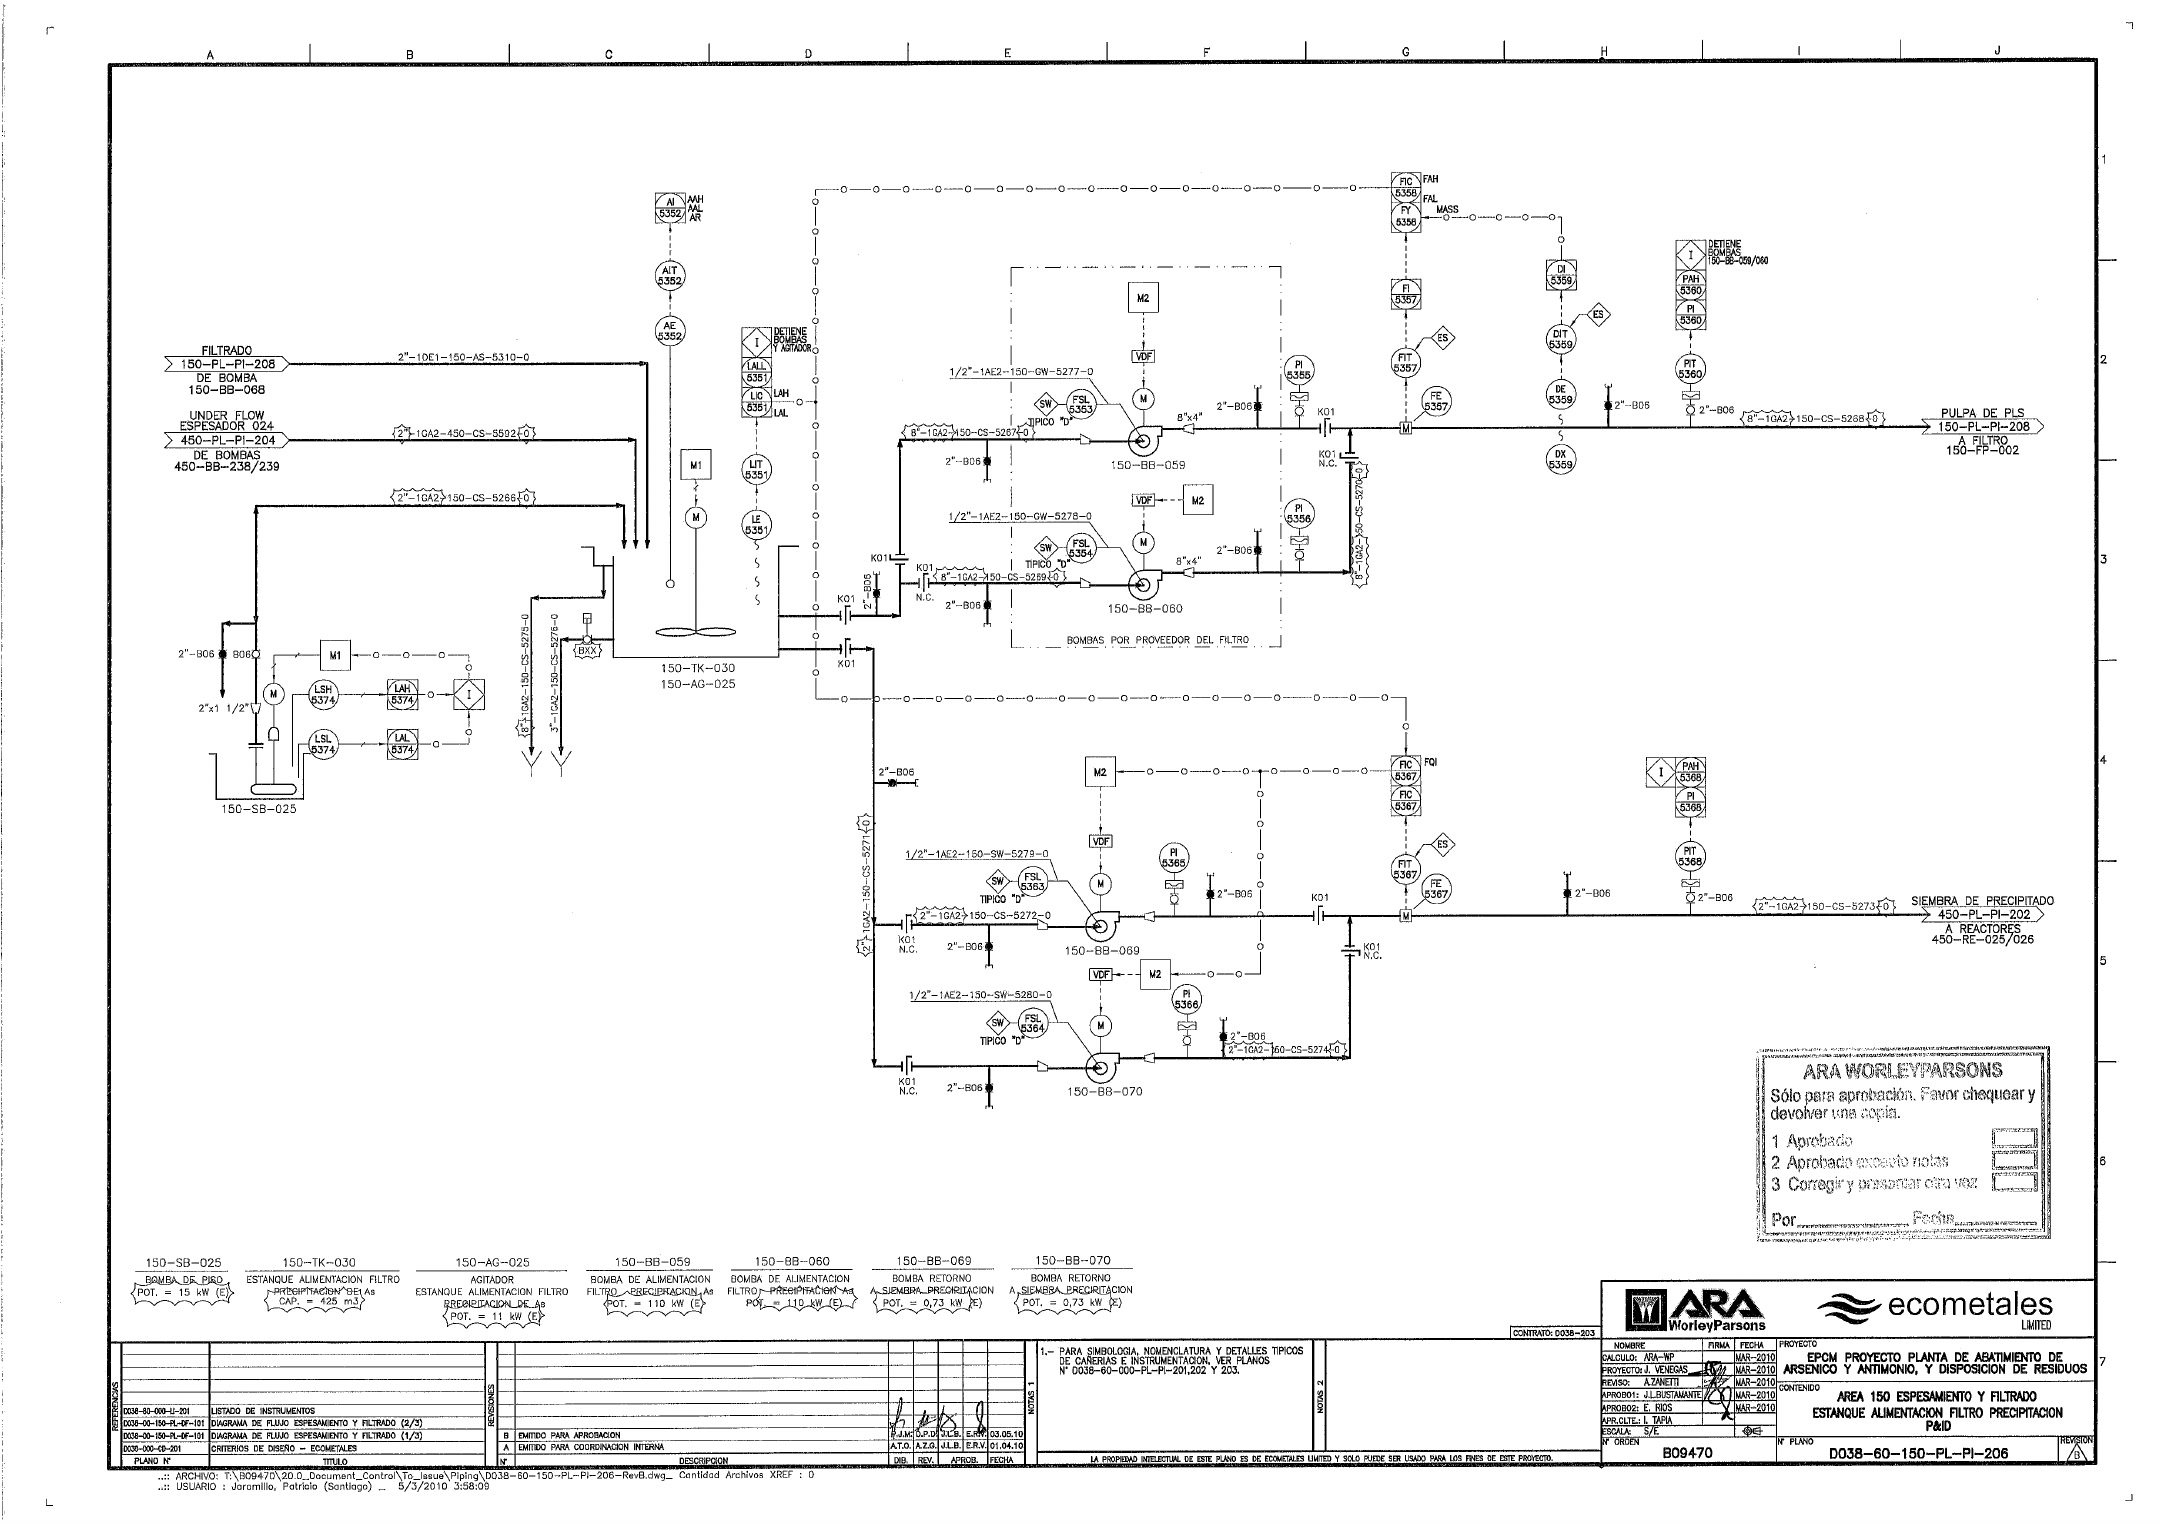 A B C D E F G H I J
1
2
3
4
5
6
7
AI
5352
AAH
AAL
AR
AIT
5352
AE
5352
FILTRADO
150-PL-PI-208
DE BOMBA
150-BB-068
2"-1DE1-150-AS-5310-0
UNDER FLOW
ESPESADOR 024
450-PL-PI-204
DE BOMBAS
450-BB-238/239
2"-1GA2-450-CS-5592-0
2"-1GA2-150-CS-5266-0
I
DETIENE
BOMBAS
Y AGITADOR
LALL
5351
LIC
5351
LAH
LAL
LIT
5351
LE
5351
M1
M
150-TK-030
150-AG-025
8"-1GA2-150-CS-5275-0
3"-1GA2-150-CS-5276-0
BXX
2"-B06
B06
M1
M
LSH
5374
LAH
5374
I
LSL
5374
LAL
5374
2"x1 1/2"
150-SB-025
M2
VDF
M
1/2"-1AE2-150-GW-5277-0
SW
FSL
5353
TIPICO "D"
8"-1GA2-150-CS-5267-0
2"-B06
150-BB-059
8"x4"
2"-B06
PI
5355
K01
VDF
M2
M
1/2"-1AE2-150-GW-5278-0
SW
FSL
5354
TIPICO "D"
K01
K01
N.C.
8"-1GA2-150-CS-5269-0
2"-B06
150-BB-060
8"x4"
2"-B06
PI
5356
K01
N.C.
8"-1GA2-150-CS-5270-0
BOMBAS POR PROVEEDOR DEL FILTRO
K01
2"-B06
K01
FIC
5358
FAH
FAL
FY
5358
MASS
FI
5357
FIT
5357
ES
FE
5357
M
DI
5359
DIT
5359
ES
DE
5359
DX
5359
I
DETIENE
BOMBAS
150-BB-059/060
PAH
5360
PI
5360
PIT
5360
2"-B06
2"-B06
8"-1GA2-150-CS-5268-0
PULPA DE PLS
150-PL-PI-208
A FILTRO
150-FP-002
2"-B06
2"-1GA2-150-CS-5271-0
M2
VDF
M
1/2"-1AE2-150-SW-5279-0
SW
FSL
5363
TIPICO "D"
2"-1GA2-150-CS-5272-0
K01
N.C.
2"-B06
150-BB-069
PI
5365
2"-B06
K01
VDF
M2
M
1/2"-1AE2-150-SW-5280-0
SW
FSL
5364
TIPICO "D"
K01
N.C.
2"-B06
150-BB-070
PI
5366
2"-B06
2"-1GA2-150-CS-5274-0
K01
N.C.
FIC
5367
FQI
FIC
5367
FIT
5367
ES
FE
5367
M
2"-B06
I
PAH
5368
PI
5368
PIT
5368
2"-B06
2"-1GA2-150-CS-5273-0
SIEMBRA DE PRECIPITADO
450-PL-PI-202
A REACTORES
450-RE-025/026
ARA WORLEYPARSONS
Sólo para aprobación. Favor chequear y
devolver una copia.
1 Aprobado
2 Aprobado excepto notas
3 Corregir y presentar otra vez
Por Fecha
150-SB-025
BOMBA DE PISO
POT. = 15 kW (E)
150-TK-030
ESTANQUE ALIMENTACION FILTRO
PRECIPITACION DE As
CAP. = 425 m3
150-AG-025
AGITADOR
ESTANQUE ALIMENTACION FILTRO
PRECIPITACION DE As
POT. = 11 kW (E)
150-BB-059
BOMBA DE ALIMENTACION
FILTRO PRECIPITACION As
POT. = 110 kW (E)
150-BB-060
BOMBA DE ALIMENTACION
FILTRO PRECIPITACION As
POT. = 110 kW (E)
150-BB-069
BOMBA RETORNO
A SIEMBRA PRECIPITACION
POT. = 0,73 kW (E)
150-BB-070
BOMBA RETORNO
A SIEMBRA PRECIPITACION
POT. = 0,73 kW (E)
REFERENCIAS
D038-80-000-IJ-201 LISTADO DE INSTRUMENTOS
D038-00-150-PL-DF-101 DIAGRAMA DE FLUJO ESPESAMIENTO Y FILTRADO (2/3)
D038-00-150-PL-DF-101 DIAGRAMA DE FLUJO ESPESAMIENTO Y FILTRADO (1/3)
D038-000-CD-201 CRITERIOS DE DISEÑO - ECOMETALES
PLANO N° TITULO
REVISIONES
B EMITIDO PARA APROBACION P.J.M. D.P.D. J.L.B. E.R.V. 03.05.10
A EMITIDO PARA COORDINACION INTERNA A.T.O. A.Z.G. J.L.B. E.R.V. 01.04.10
N° DESCRIPCION DIB. REV. APROB. FECHA
NOTAS 1
1.- PARA SIMBOLOGIA, NOMENCLATURA Y DETALLES TIPICOS
DE CAÑERIAS E INSTRUMENTACION, VER PLANOS
N° D038-60-000-PL-PI-201,202 Y 203.
NOTAS 2
LA PROPIEDAD INTELECTUAL DE ESTE PLANO ES DE ECOMETALES LIMITED Y SOLO PUEDE SER USADO PARA LOS FINES DE ESTE PROYECTO.
CONTRATO: D038-203
ARA
WorleyParsons
ecometales
LIMITED
NOMBRE FIRMA FECHA
CALCULO: ARA-WP MAR-2010
PROYECTO: J. VENEGAS MAR-2010
REVISO: A.ZANETTI MAR-2010
APROBO1: J.L.BUSTAMANTE MAR-2010
APROBO2: E. RIOS MAR-2010
APR.CLTE.: I. TAPIA
ESCALA: S/E
N° ORDEN
B09470
PROYECTO
EPCM PROYECTO PLANTA DE ABATIMIENTO DE
ARSENICO Y ANTIMONIO, Y DISPOSICION DE RESIDUOS
CONTENIDO
AREA 150 ESPESAMIENTO Y FILTRADO
ESTANQUE ALIMENTACION FILTRO PRECIPITACION
P&ID
N° PLANO
D038-60-150-PL-PI-206
REVISION
B
..:: ARCHIVO: T:\B09470\20.0_Document_Control\To_Issue\Piping\D038-60-150-PL-PI-206-RevB.dwg_ Cantidad Archivos XREF : 0
..:: USUARIO : Jaramillo, Patricio (Santiago) _ 5/3/2010 3:58:09